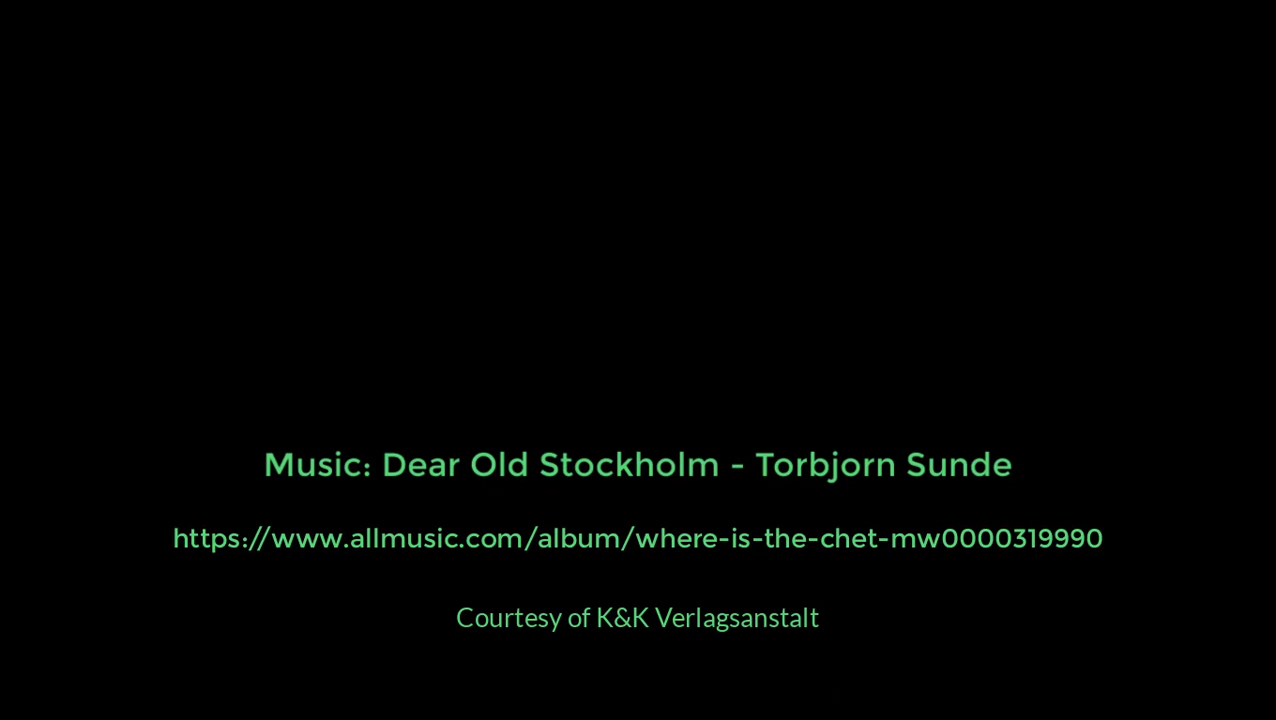 Music: Dear Old Stockholm - Torbjorn Sunde
https://www.allmusic.com/album/where-is-the-chet-mw0000319990
Courtesy of K&K Verlagsanstalt